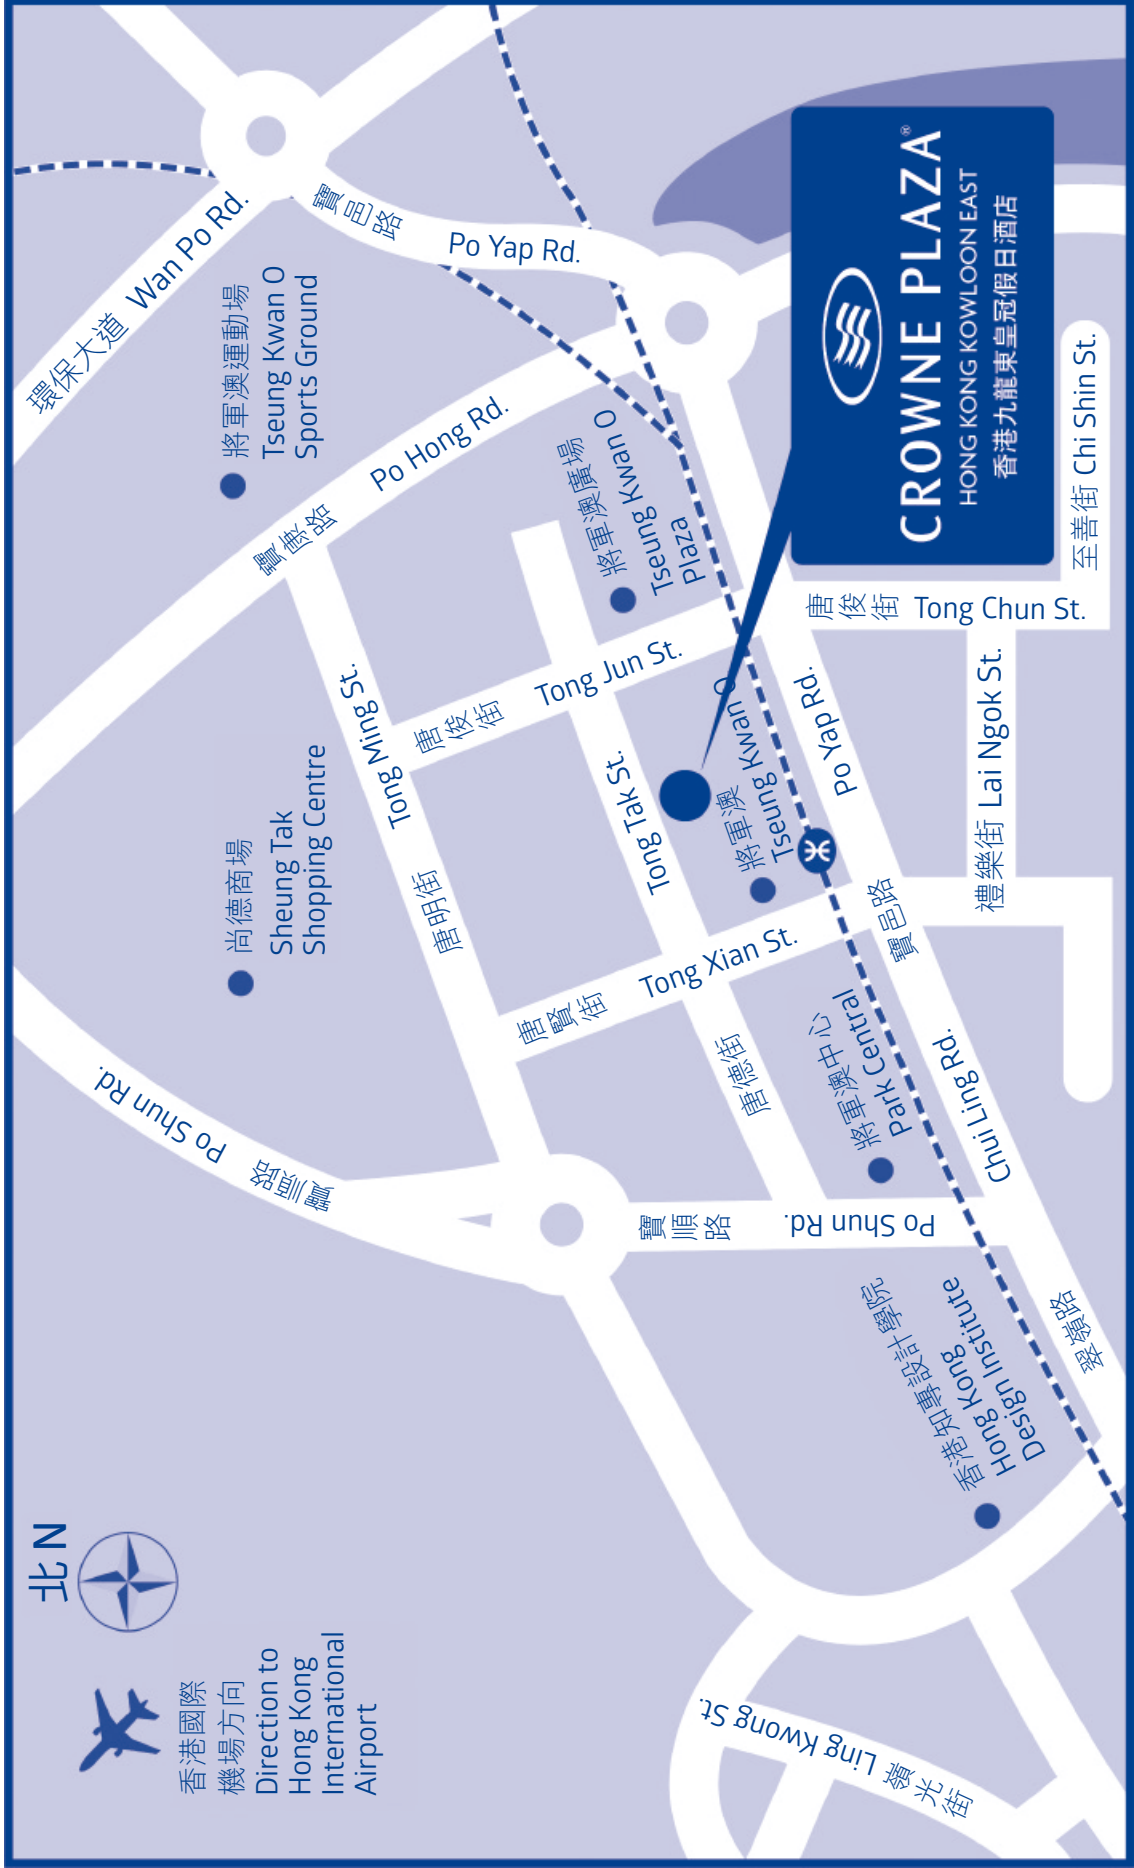 北 N
香港國際
機場方向
Direction to
Hong Kong
International
Airport
嶺光街 Ling Kwong St.
寶順路 Po Shun Rd.
尚德商場
Sheung Tak
Shopping Centre
將軍澳運動場
Tseung Kwan O
Sports Ground
環保大道 Wan Po Rd.
寶邑路 Po Yap Rd.
寶康路 Po Hong Rd.
唐明街 Tong Ming St.
唐俊街 Tong Jun St.
唐賢街 Tong Xian St.
唐德街 Tong Tak St.
將軍澳廣場
Tseung Kwan O
Plaza
將軍澳
Tseung Kwan O
寶順路 Po Shun Rd.
將軍澳中心
Park Central
香港知專設計學院
Hong Kong
Design Institute
寶邑路 Po Yap Rd.
翠嶺路 Chui Ling Rd.
唐俊街 Tong Chun St.
禮樂街 Lai Ngok St.
至善街 Chi Shin St.
CROWNE PLAZA®
HONG KONG KOWLOON EAST
香港九龍東皇冠假日酒店